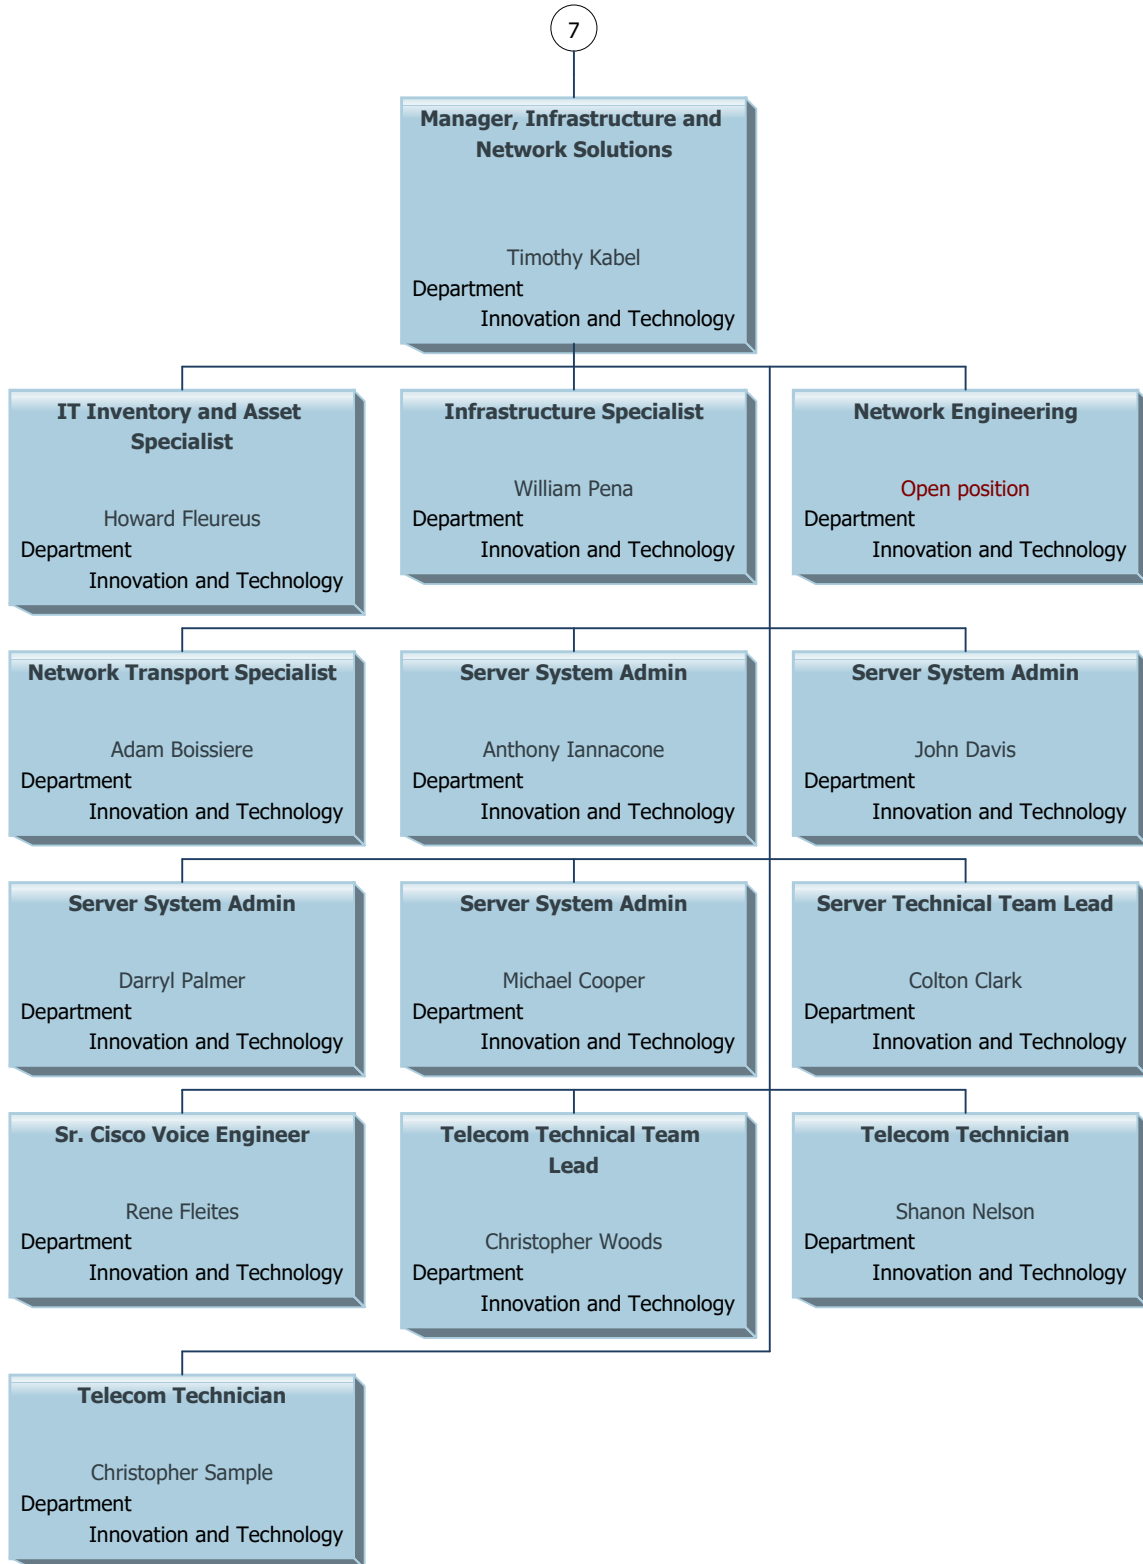 7
Manager, Infrastructure and
Network Solutions
Timothy Kabel
Department
Innovation and Technology
IT Inventory and Asset
Specialist
Howard Fleureus
Department
Innovation and Technology
Infrastructure Specialist
William Pena
Department
Innovation and Technology
Network Engineering
Open position
Department
Innovation and Technology
Network Transport Specialist
Adam Boissiere
Department
Innovation and Technology
Server System Admin
Anthony Iannacone
Department
Innovation and Technology
Server System Admin
John Davis
Department
Innovation and Technology
Server System Admin
Darryl Palmer
Department
Innovation and Technology
Server System Admin
Michael Cooper
Department
Innovation and Technology
Server Technical Team Lead
Colton Clark
Department
Innovation and Technology
Sr. Cisco Voice Engineer
Rene Fleites
Department
Innovation and Technology
Telecom Technical Team
Lead
Christopher Woods
Department
Innovation and Technology
Telecom Technician
Shanon Nelson
Department
Innovation and Technology
Telecom Technician
Christopher Sample
Department
Innovation and Technology